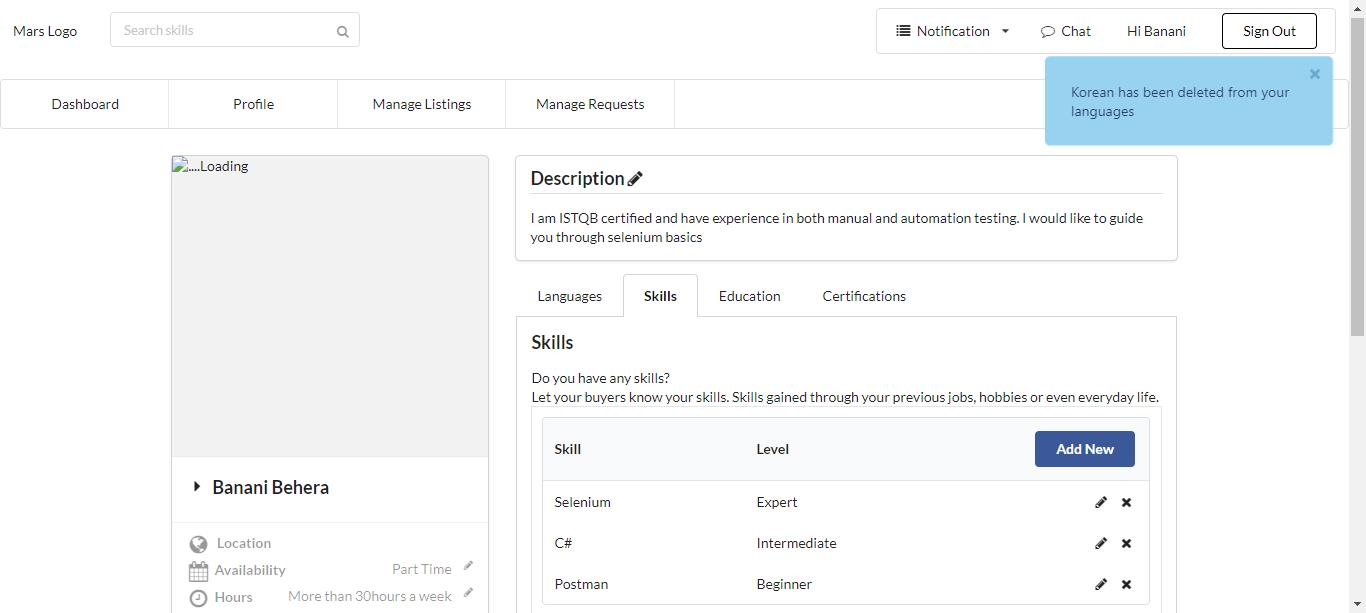 Mars Logo
Search skills
Notification
Chat
Hi Banani
Sign Out
Korean has been deleted from your
languages
Dashboard
Profile
Manage Listings
Manage Requests
....Loading
Banani Behera
Location
Availability
Part Time
Hours
More than 30hours a week
Description
I am ISTQB certified and have experience in both manual and automation testing. I would like to guide
you through selenium basics
Languages
Skills
Education
Certifications
Skills
Do you have any skills?
Let your buyers know your skills. Skills gained through your previous jobs, hobbies or even everyday life.
Skill
Level
Add New
Selenium
Expert
C#
Intermediate
Postman
Beginner